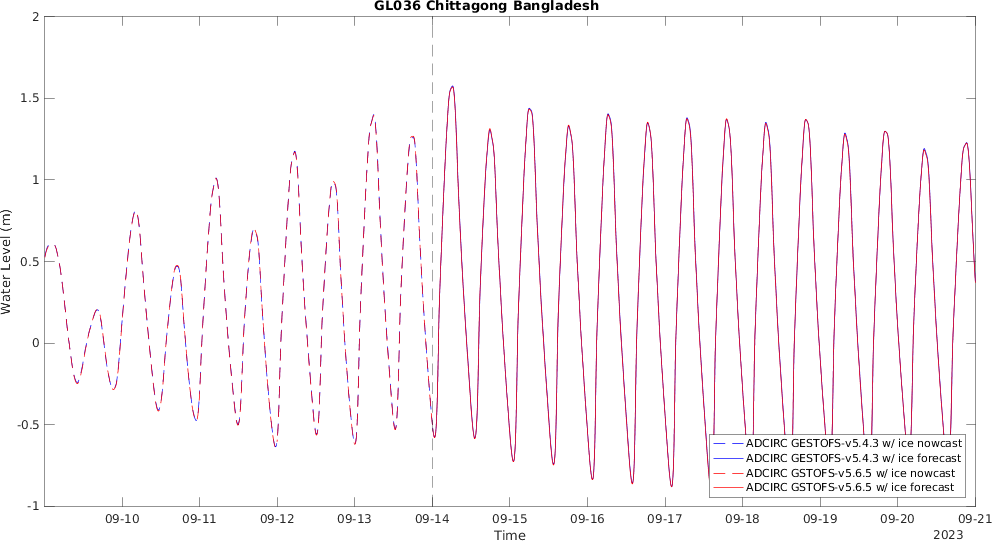 GL036 Chittagong Bangladesh
2
1.5
1
0.5
0
-0.5
-1
Water Level (m)
ADCIRC GESTOFS-v5.4.3 w/ ice nowcast
ADCIRC GESTOFS-v5.4.3 w/ ice forecast
ADCIRC GSTOFS-v5.6.5 w/ ice nowcast
ADCIRC GSTOFS-v5.6.5 w/ ice forecast
09-10 09-11 09-12 09-13 09-14 09-15 09-16 09-17 09-18 09-19 09-20 09-21
Time
2023